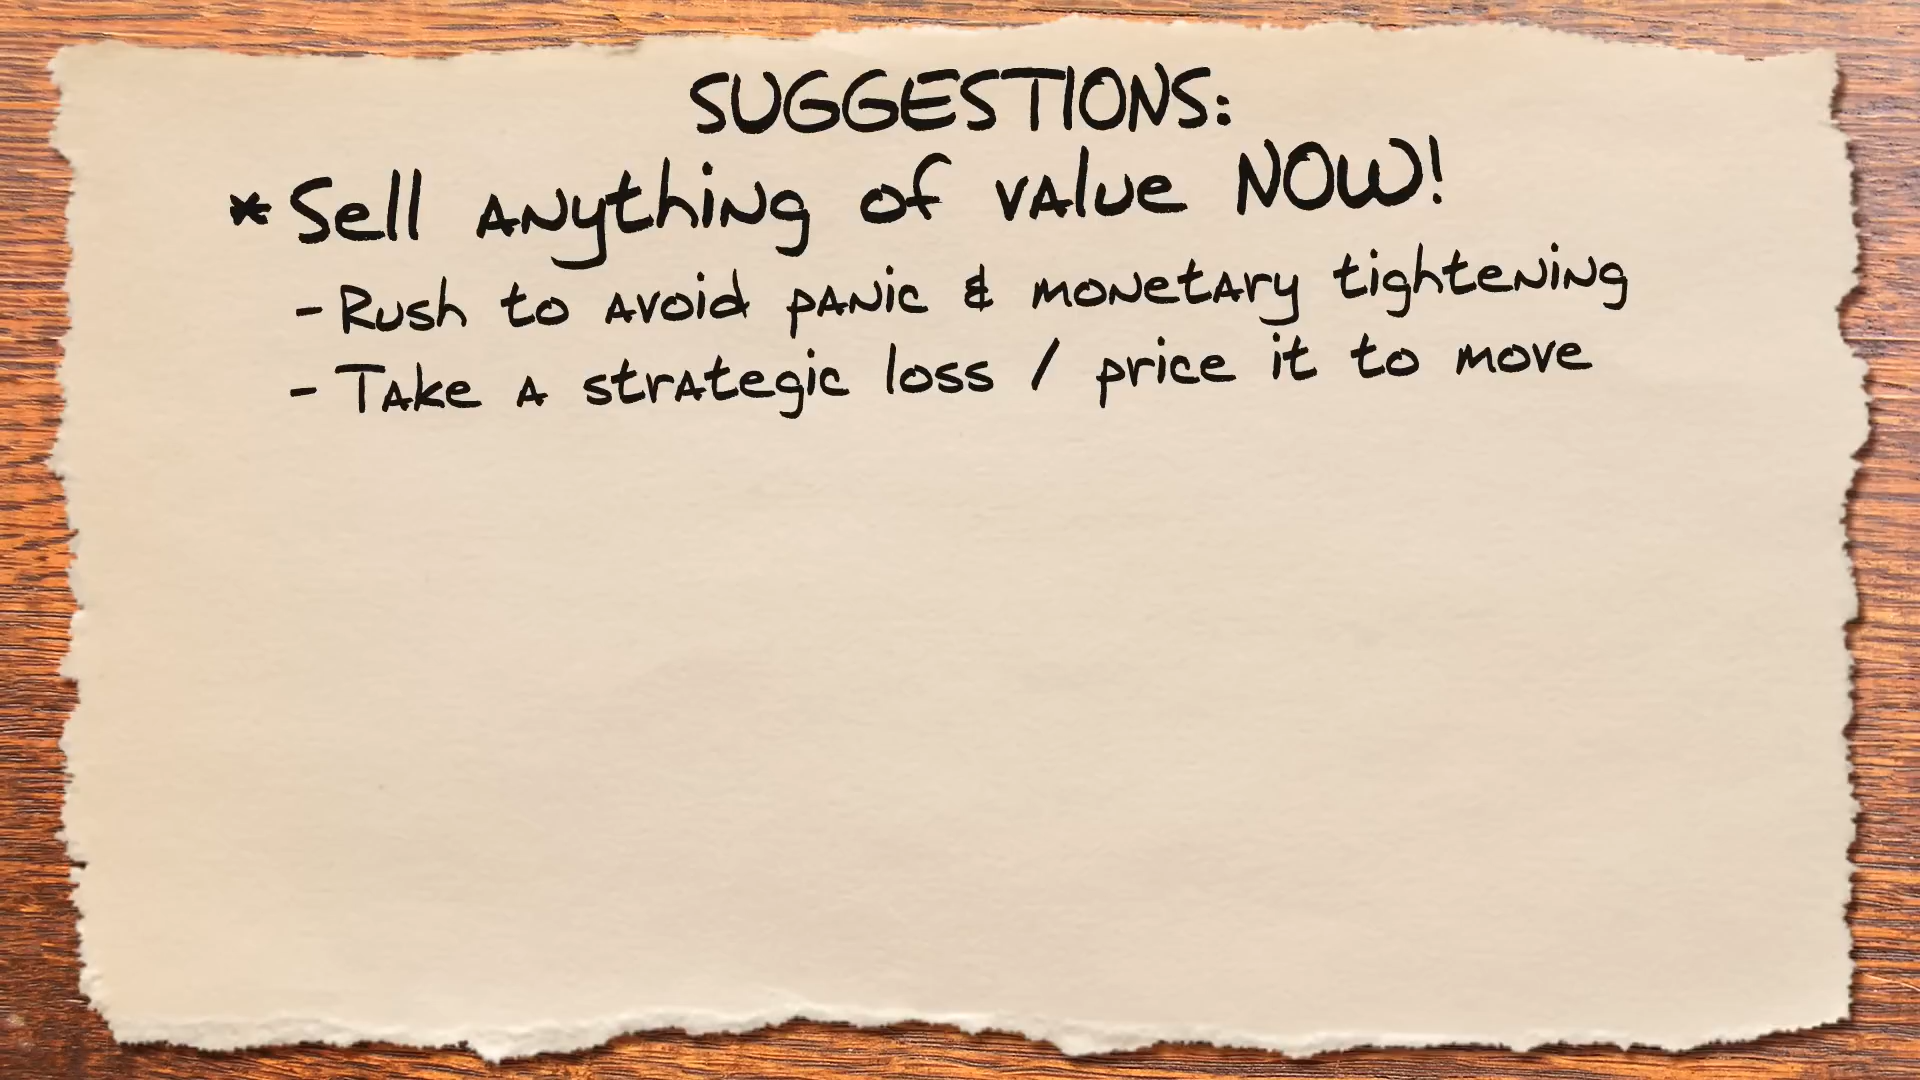 SUGGESTIONS:
* Sell anything of value NOW!
- Rush to avoid panic & monetary tightening
- Take a strategic loss / price it to move